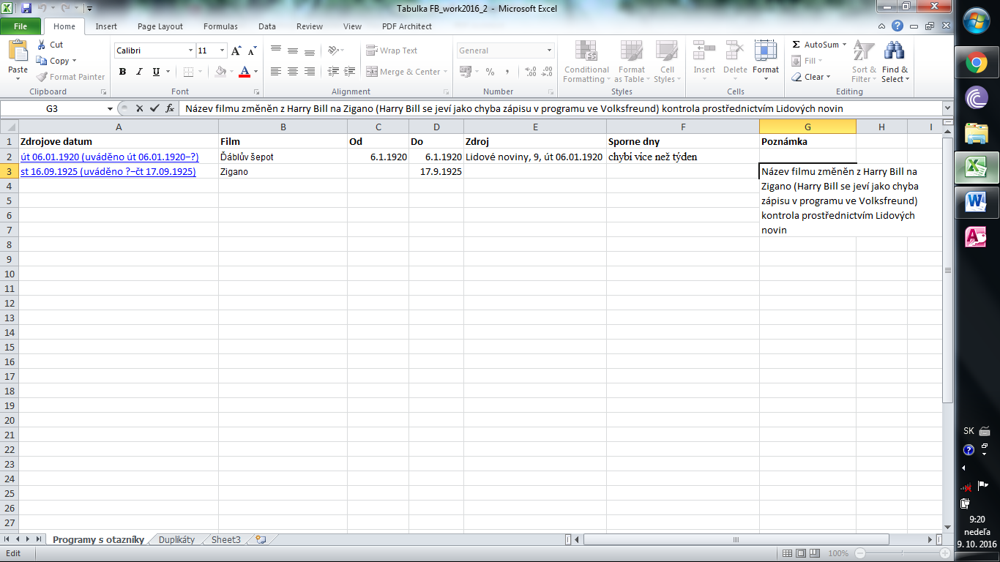 Tabulka FB_work2016_2 - Microsoft Excel
File Home Insert Page Layout Formulas Data Review View PDF Architect
Paste
Cut
Copy
Format Painter
Clipboard
Calibri 11
B I U
Font
Wrap Text
Merge & Center
Alignment
General
Number
Conditional Formatting
Format as Table
Cell Styles
Styles
Insert Delete Format
Cells
AutoSum
Fill
Clear
Sort & Filter
Find & Select
Editing
G3 fx Název filmu změněn z Harry Bill na Zigano (Harry Bill se jeví jako chyba zápisu v programu ve Volksfreund) kontrola prostřednictvím Lidových novin
A B C D E F G H I
1 Zdrojove datum Film Od Do Zdroj Sporne dny Poznámka
2 út 06.01.1920 (uváděno út 06.01.1920–?) Ďáblův šepot 6.1.1920 6.1.1920 Lidové noviny, 9, út 06.01.1920 chybí více než týden
3 st 16.09.1925 (uváděno ?–čt 17.09.1925) Zigano 17.9.1925 Název filmu změněn z Harry Bill na
4 Zigano (Harry Bill se jeví jako chyba
5 zápisu v programu ve Volksfreund)
6 kontrola prostřednictvím Lidových
7 novin
8
9
10
11
12
13
14
15
16
17
18
19
20
21
22
23
24
25
26
27
Programy s otazníky Duplikáty Sheet3
Edit 100%
SK
9:20
nedeľa
9. 10. 2016